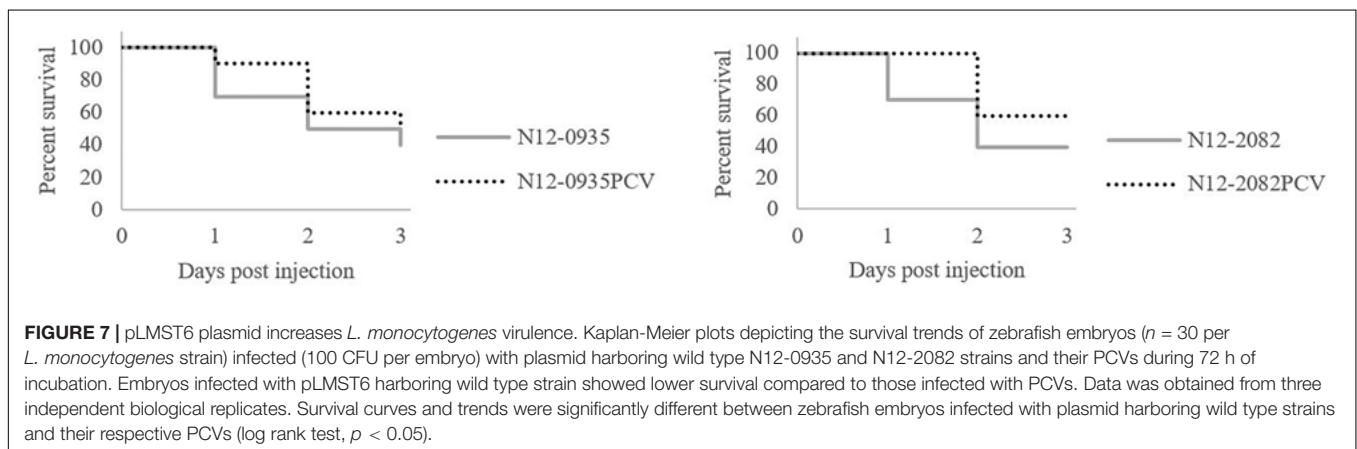 Percent survival
100
80
60
40
20
0
0 1 2 3
Days post injection
N12-0935
N12-0935PCV
Percent survival
100
80
60
40
20
0
0 1 2 3
Days post injection
N12-2082
N12-2082PCV
FIGURE 7 | pLMST6 plasmid increases L. monocytogenes virulence. Kaplan-Meier plots depicting the survival trends of zebrafish embryos (n = 30 per
L. monocytogenes strain) infected (100 CFU per embryo) with plasmid harboring wild type N12-0935 and N12-2082 strains and their PCVs during 72 h of
incubation. Embryos infected with pLMST6 harboring wild type strain showed lower survival compared to those infected with PCVs. Data was obtained from three
independent biological replicates. Survival curves and trends were significantly different between zebrafish embryos infected with plasmid harboring wild type strains
and their respective PCVs (log rank test, p < 0.05).